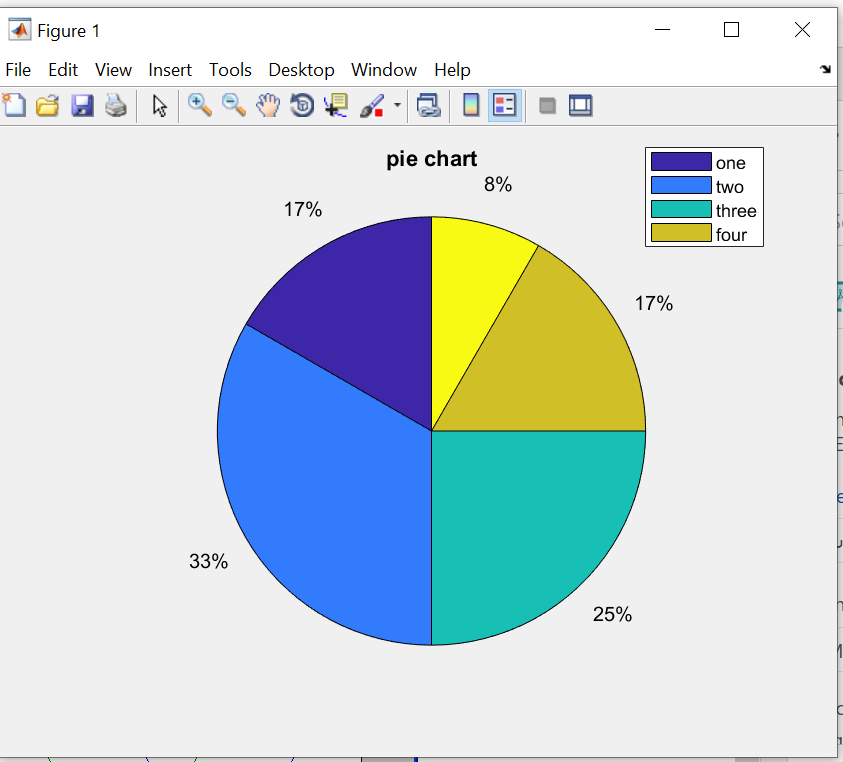 Figure 1
File Edit View Insert Tools Desktop Window Help
pie chart
one
two
three
four
8%
17%
17%
33%
25%